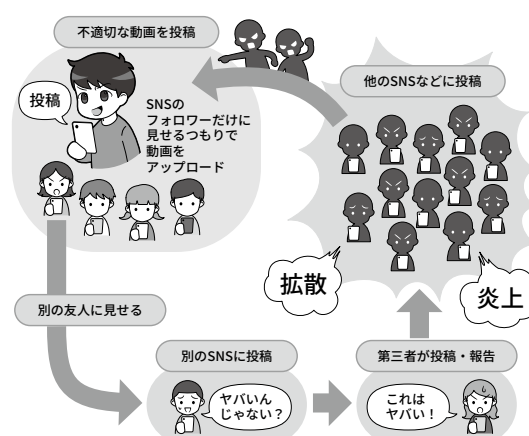 不適切な動画を投稿
投稿
SNSの
フォロワーだけに
見せるつもりで
動画を
アップロード
別の友人に見せる
別のSNSに投稿
ヤバいん
じゃない?
第三者が投稿・報告
これは
ヤバい!
他のSNSなどに投稿
拡散
炎上